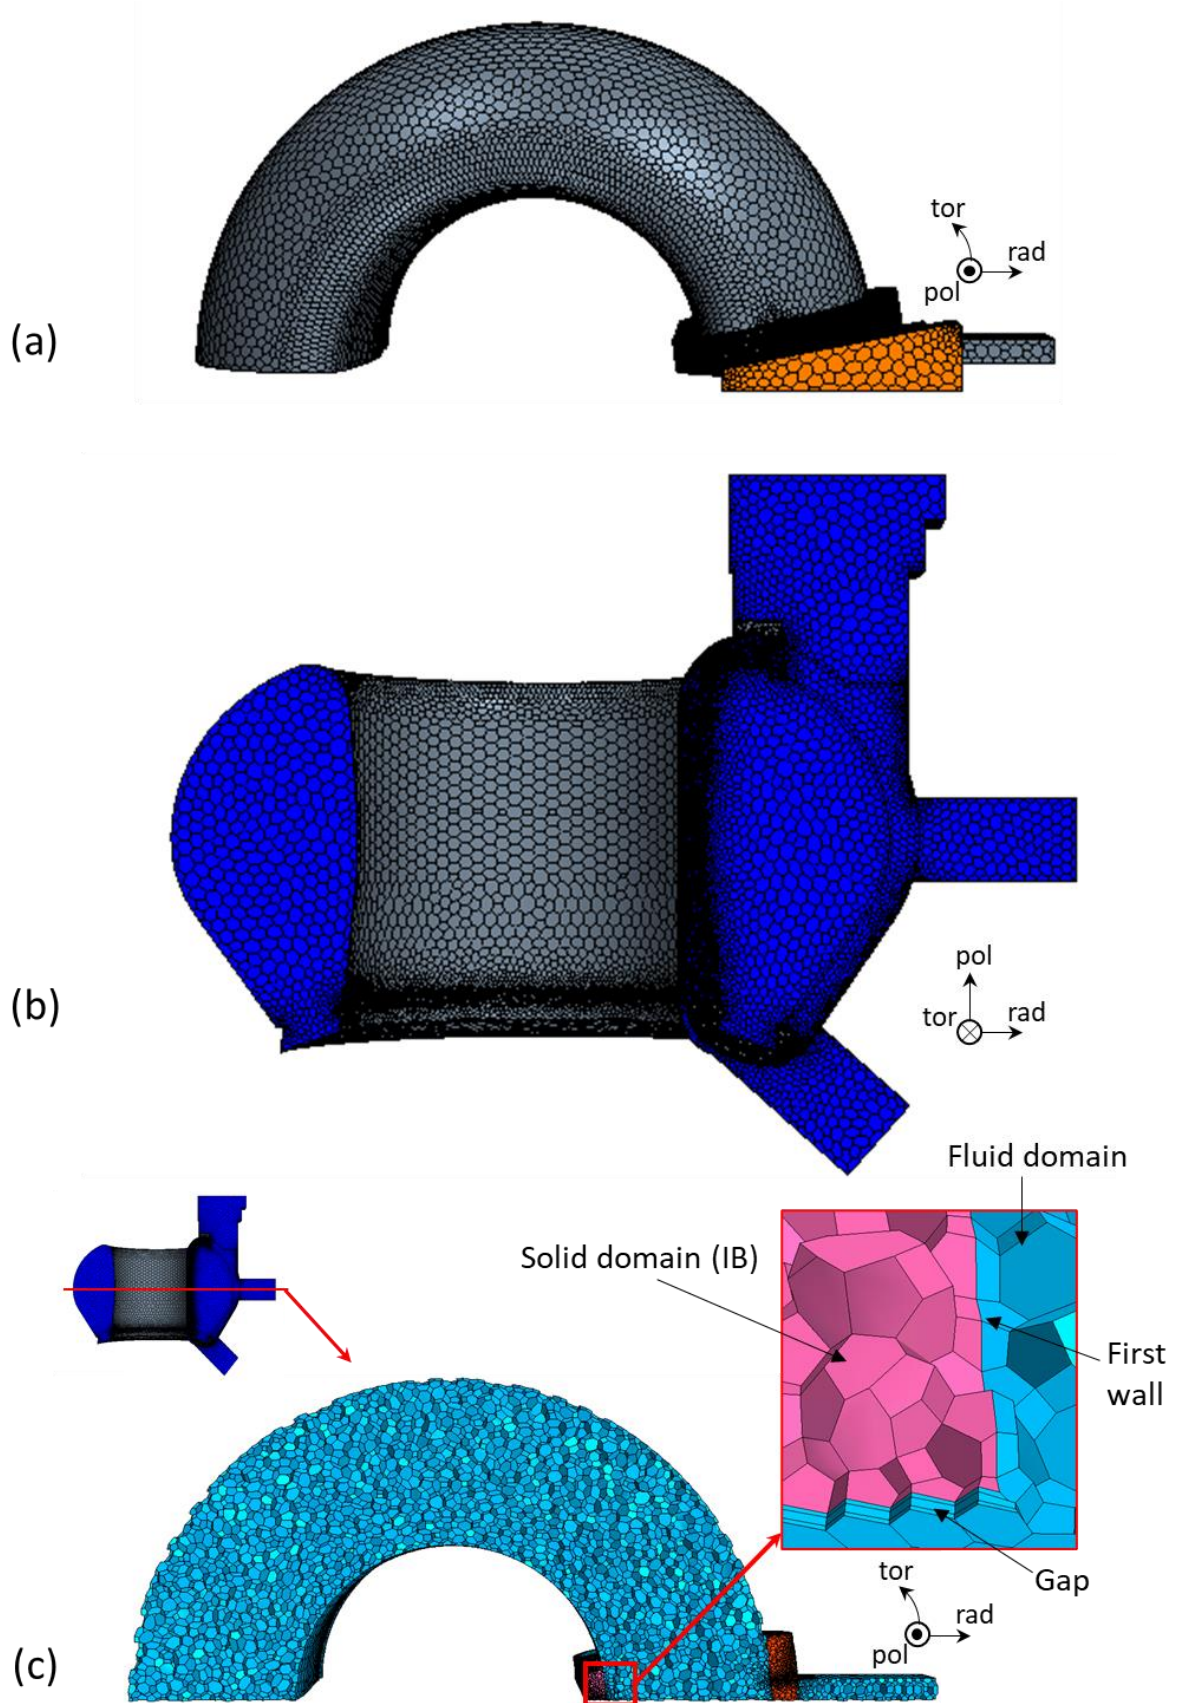 tor
rad
pol
(a)
pol
(b)
tor
rad
Fluid domain
Solid domain (IB)
First
wall
Gap
tor
rad
pol
(c)